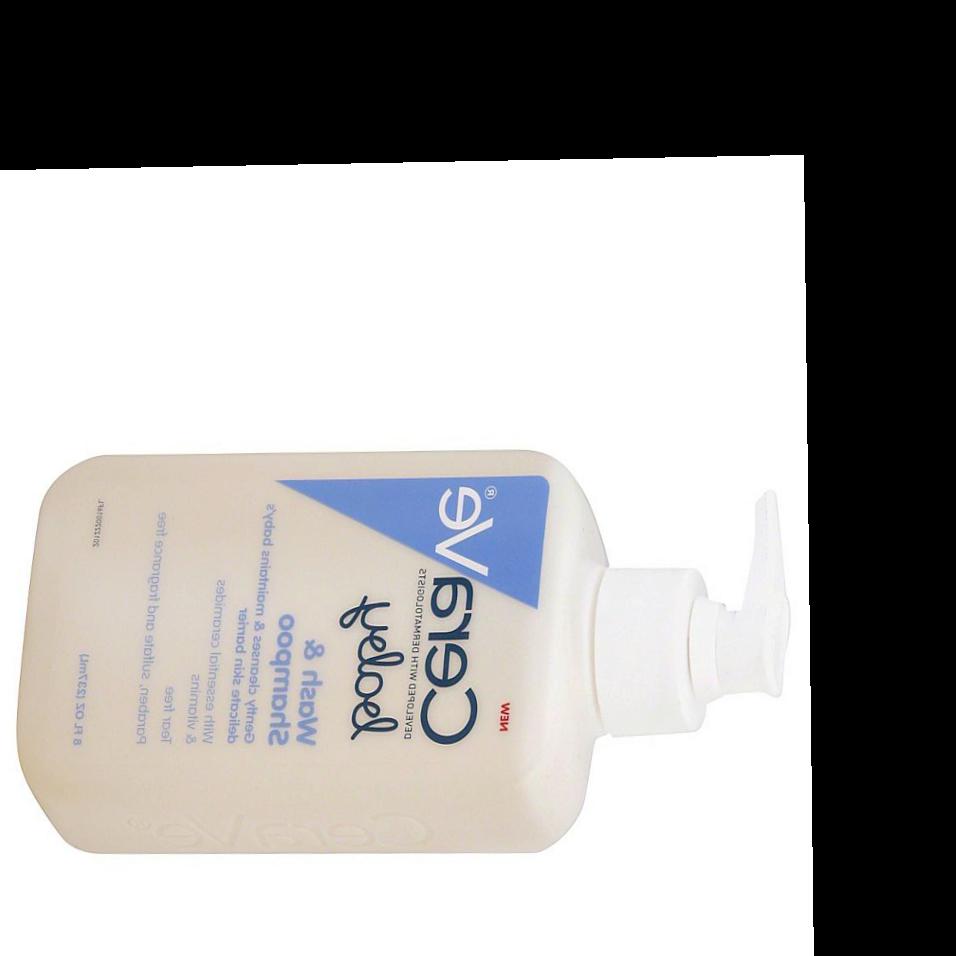 NEW
CeraVe®
DEVELOPED WITH DERMATOLOGISTS
baby
Wash &
Shampoo
Gently cleanses & maintains baby's
delicate skin barrier
With essential ceramides
& vitamins
Tear free
Paraben, sulfate and fragrance free
8 FL OZ (237mL)
CeraVe®